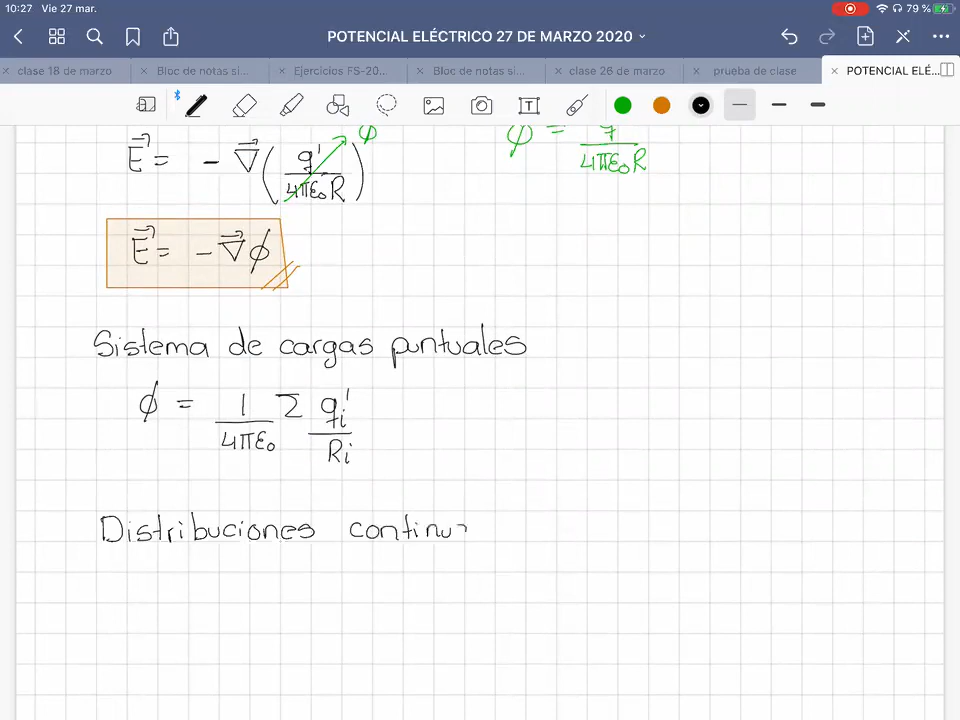 10:27 Vie 27 mar.
79 %
POTENCIAL ELÉCTRICO 27 DE MARZO 2020
clase 18 de marzo
Bloc de notas si...
Ejercicios FS-20...
Bloc de notas si...
clase 26 de marzo
prueba de clase
POTENCIAL ELÉ...
E⃗ = - ∇⃗ ( q' / 4πε₀R ) ϕ
ϕ = q' / 4πε₀R
E⃗ = - ∇⃗ϕ
Sistema de cargas puntuales
ϕ = 1 / 4πε₀ Σ qᵢ' / Rᵢ
Distribuciones continu